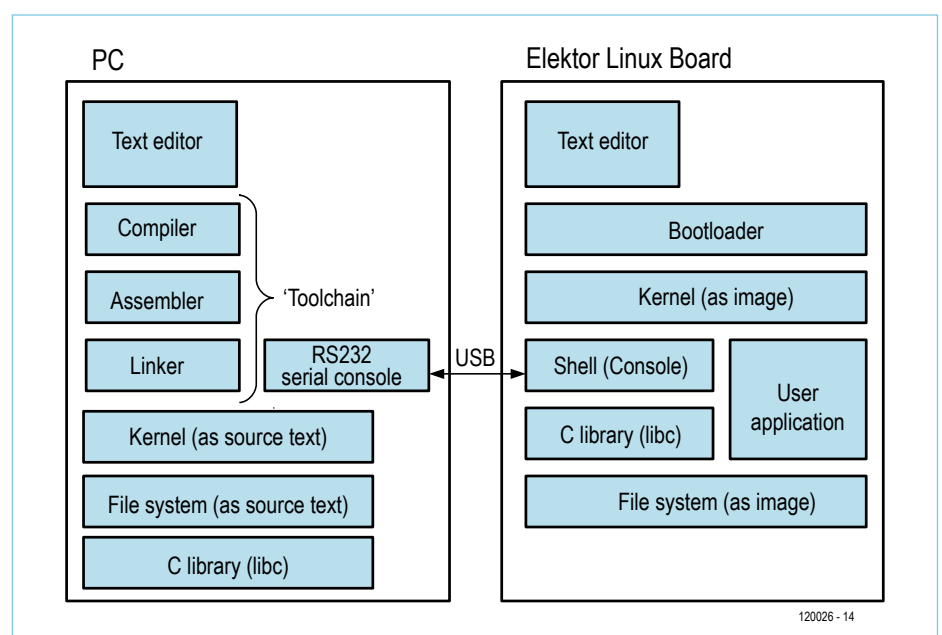 PC
Text editor
Compiler
Assembler
Linker
'Toolchain'
RS232
serial console
Kernel (as source text)
File system (as source text)
C library (libc)
USB
Elektor Linux Board
Text editor
Bootloader
Kernel (as image)
Shell (Console)
C library (libc)
User
application
File system (as image)
120026 - 14